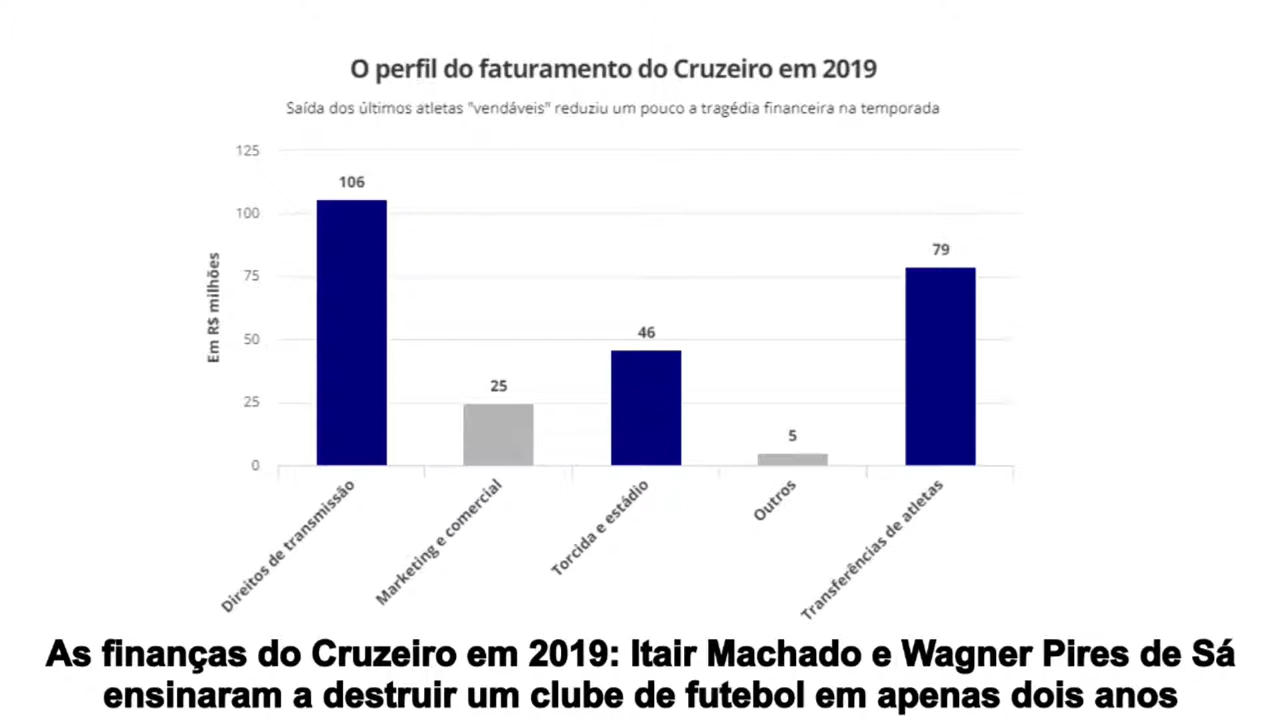 O perfil do faturamento do Cruzeiro em 2019
Saída dos últimos atletas "vendáveis" reduziu um pouco a tragédia financeira na temporada
Em R$ milhões
125
100
75
50
25
0
106
25
46
5
79
Direitos de transmissão
Marketing e comercial
Torcida e estádio
Outros
Transferências de atletas
As finanças do Cruzeiro em 2019: Itair Machado e Wagner Pires de Sá
ensinaram a destruir um clube de futebol em apenas dois anos